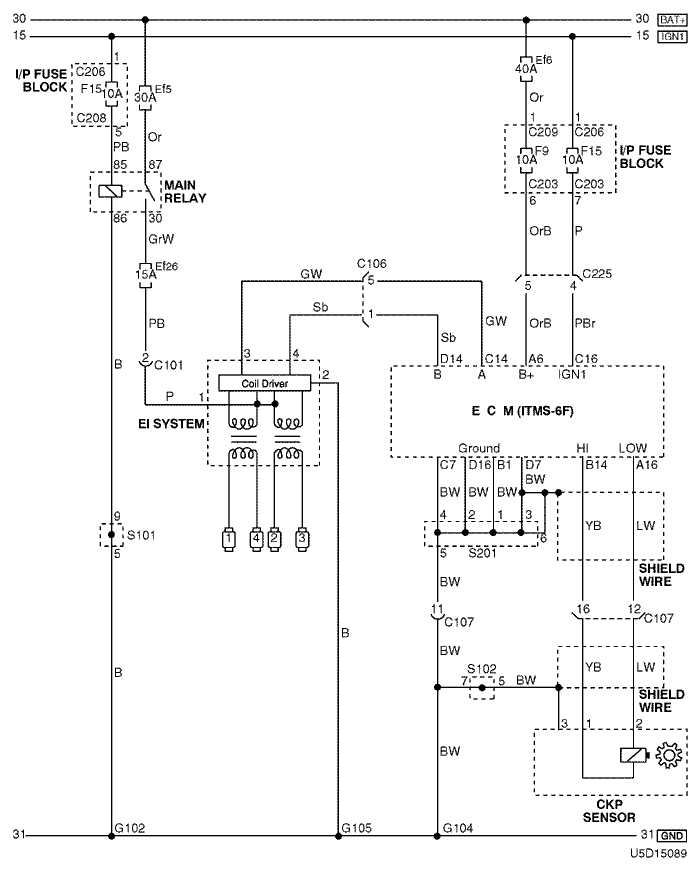 30 30 BAT+
15 15 IGN1
I/P FUSE BLOCK
1
C206
F15 10A
C208
5
PB
Ef5
30A
Or
85 87
MAIN RELAY
86 30
GrW
Ef26
15A
PB
2 C101
B
P 1
EI SYSTEM
3 4
Coil Driver
2
1 4 2 3
9
S101
5
B
B
GW
Sb
C106
5
1
Sb
GW
Ef6
40A
Or
1 1
C209 C206
F9 F15
10A 10A
C203 C203
6 7
I/P FUSE BLOCK
OrB P
C225
5 4
OrB PBr
D14 C14 A6 C16
B A B+ IGN1
E C M (ITMS-6F)
Ground HI LOW
C7 D16 B1 D7 B14 A16
BW
BW BW BW
4 2 1 3
6
S201
5
YB LW
SHIELD WIRE
BW
11
C107
16 12
C107
BW
S102
7 5 BW
YB LW
SHIELD WIRE
3 1 2
BW
CKP SENSOR
31 G102 G105 G104 31 GND
U5D15089